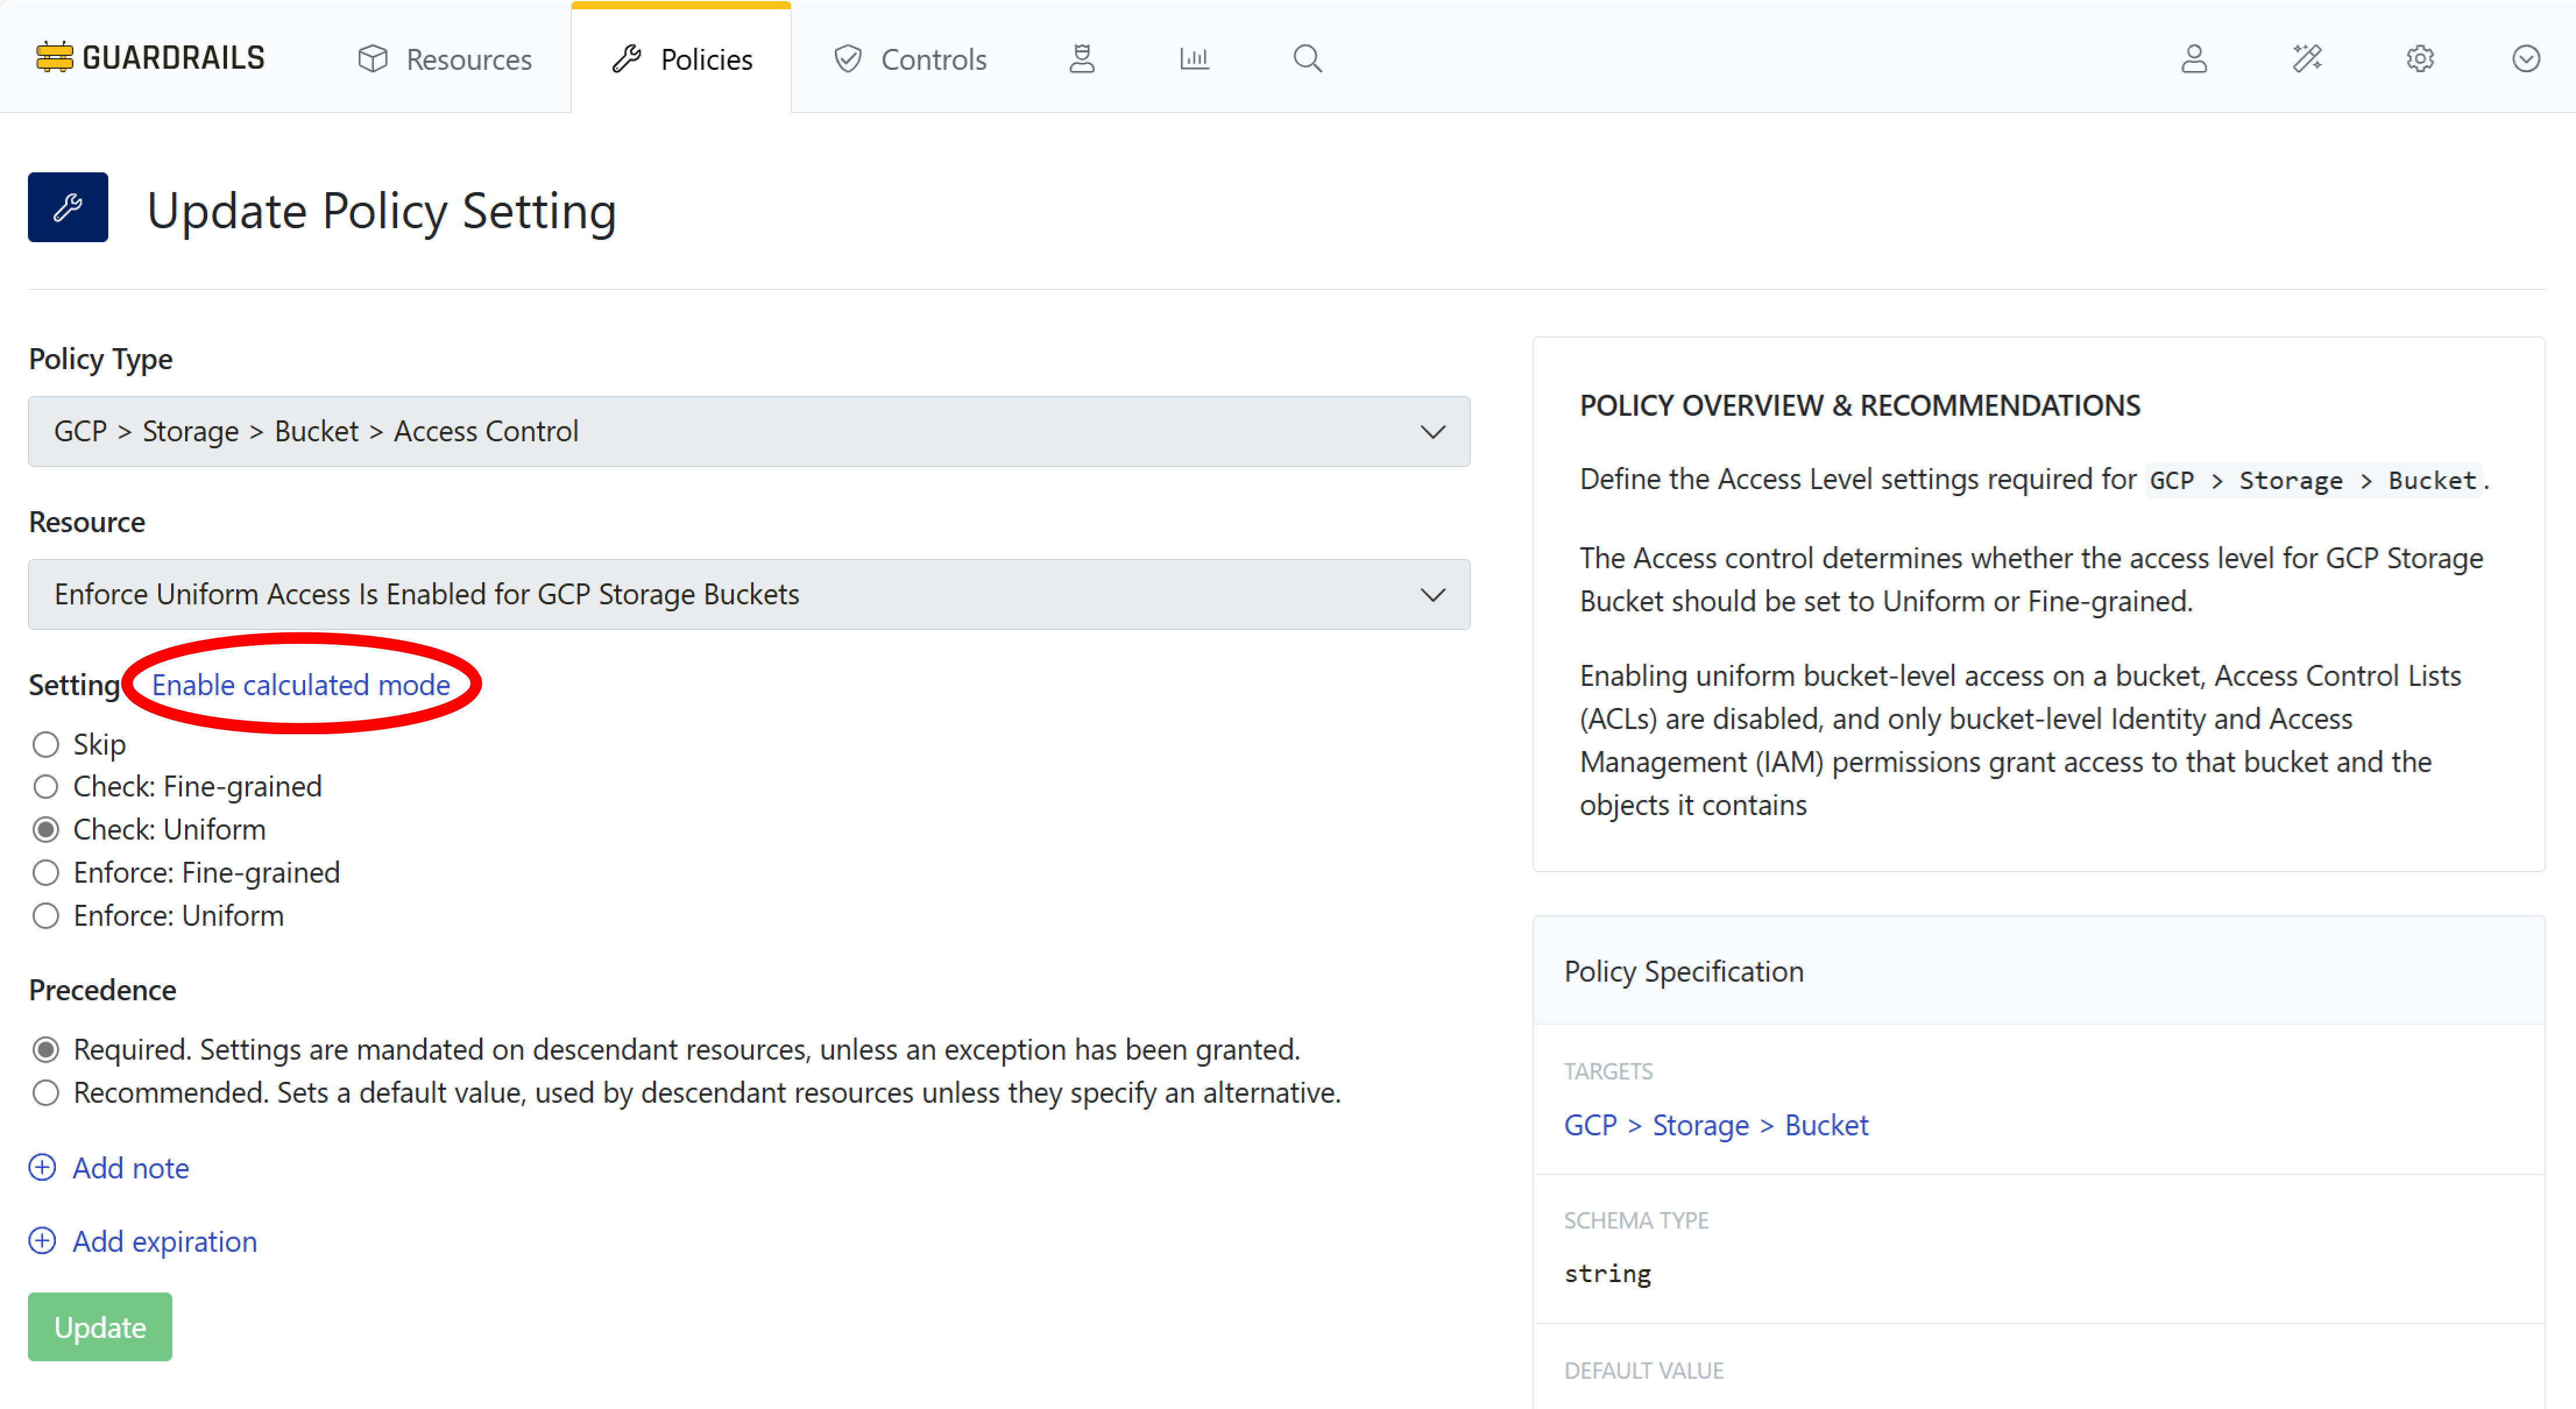 GUARDRAILS
Resources
Policies
Controls
Update Policy Setting
Policy Type
GCP > Storage > Bucket > Access Control
Resource
Enforce Uniform Access Is Enabled for GCP Storage Buckets
Setting Enable calculated mode
Skip
Check: Fine-grained
Check: Uniform
Enforce: Fine-grained
Enforce: Uniform
Precedence
Required. Settings are mandated on descendant resources, unless an exception has been granted.
Recommended. Sets a default value, used by descendant resources unless they specify an alternative.
Add note
Add expiration
Update
POLICY OVERVIEW & RECOMMENDATIONS
Define the Access Level settings required for GCP > Storage > Bucket.
The Access control determines whether the access level for GCP Storage
Bucket should be set to Uniform or Fine-grained.
Enabling uniform bucket-level access on a bucket, Access Control Lists
(ACLs) are disabled, and only bucket-level Identity and Access
Management (IAM) permissions grant access to that bucket and the
objects it contains
Policy Specification
TARGETS
GCP > Storage > Bucket
SCHEMA TYPE
string
DEFAULT VALUE